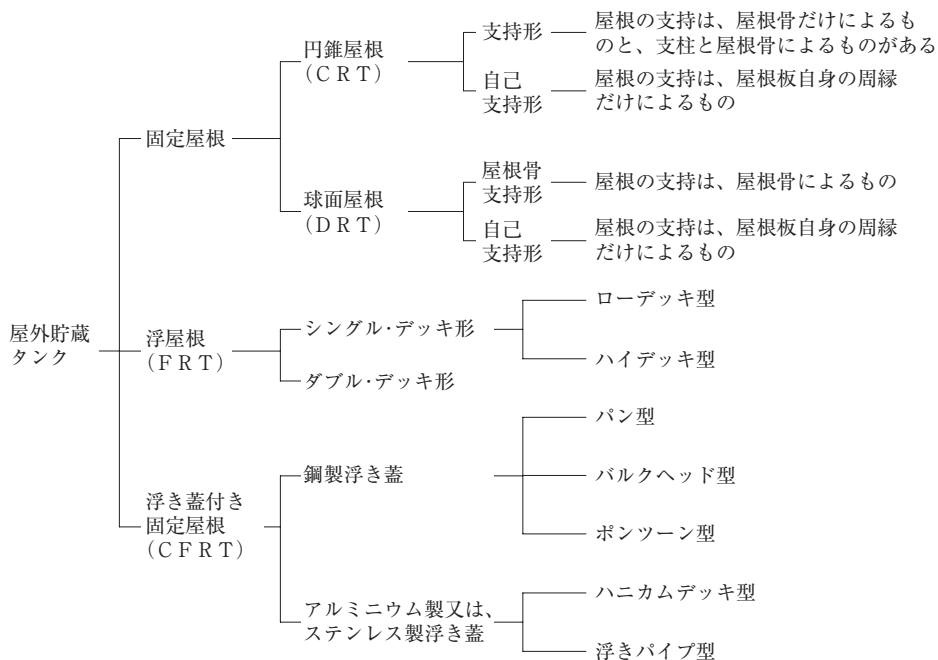 屋外貯蔵
タンク
固定屋根
円錐屋根
(ＣＲＴ)
支持形
屋根の支持は、屋根骨だけによるも
のと、支柱と屋根骨によるものがある
自己
支持形
屋根の支持は、屋根板自身の周縁
だけによるもの
球面屋根
(ＤＲＴ)
屋根骨
支持形
屋根の支持は、屋根骨によるもの
自己
支持形
屋根の支持は、屋根板自身の周縁
だけによるもの
浮屋根
(ＦＲＴ)
シングル・デッキ形
ローデッキ型
ハイデッキ型
ダブル・デッキ形
浮き蓋付き
固定屋根
(ＣＦＲＴ)
鋼製浮き蓋
パン型
バルクヘッド型
ポンツーン型
アルミニウム製又は、
ステンレス製浮き蓋
ハニカムデッキ型
浮きパイプ型